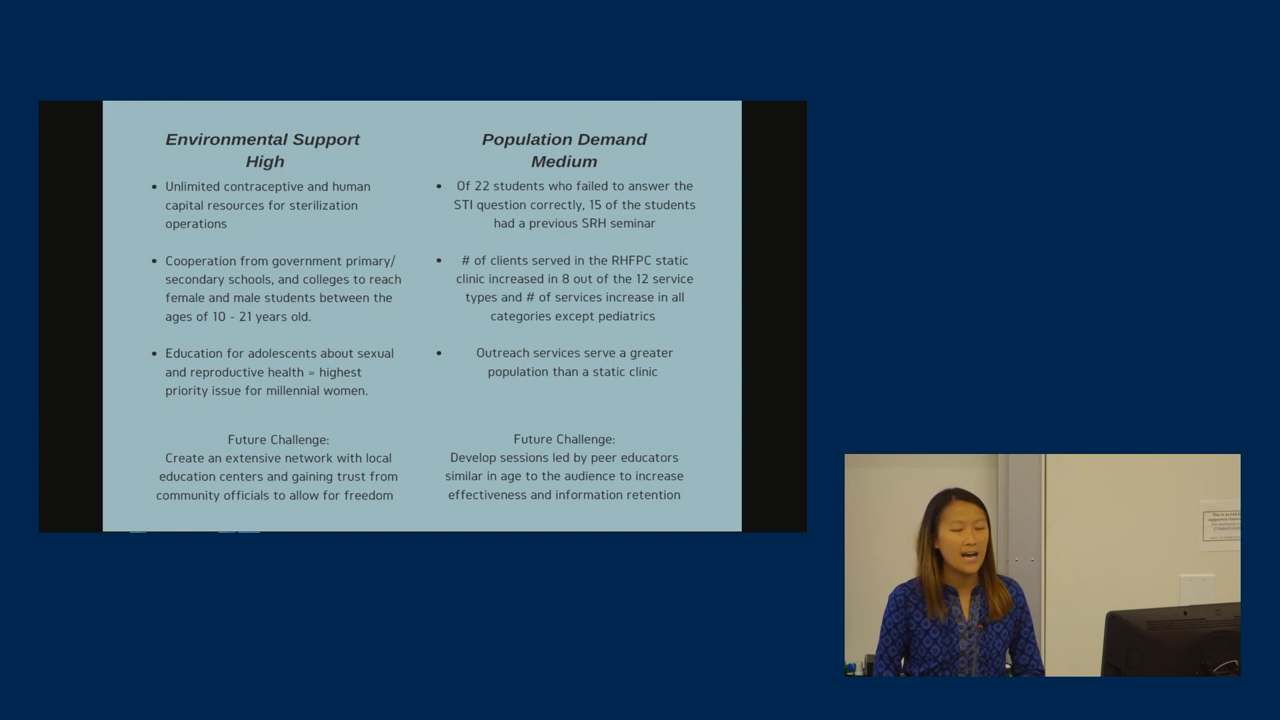 Environmental Support
High
• Unlimited contraceptive and human
capital resources for sterilization
operations
• Cooperation from government primary/
secondary schools, and colleges to reach
female and male students between the
ages of 10 - 21 years old.
• Education for adolescents about sexual
and reproductive health = highest
priority issue for millennial women.
Future Challenge:
Create an extensive network with local
education centers and gaining trust from
community officials to allow for freedom
Population Demand
Medium
• Of 22 students who failed to answer the
STI question correctly, 15 of the students
had a previous SRH seminar
• # of clients served in the RHFPC static
clinic increased in 8 out of the 12 service
types and # of services increase in all
categories except pediatrics
• Outreach services serve a greater
population than a static clinic
Future Challenge:
Develop sessions led by peer educators
similar in age to the audience to increase
effectiveness and information retention